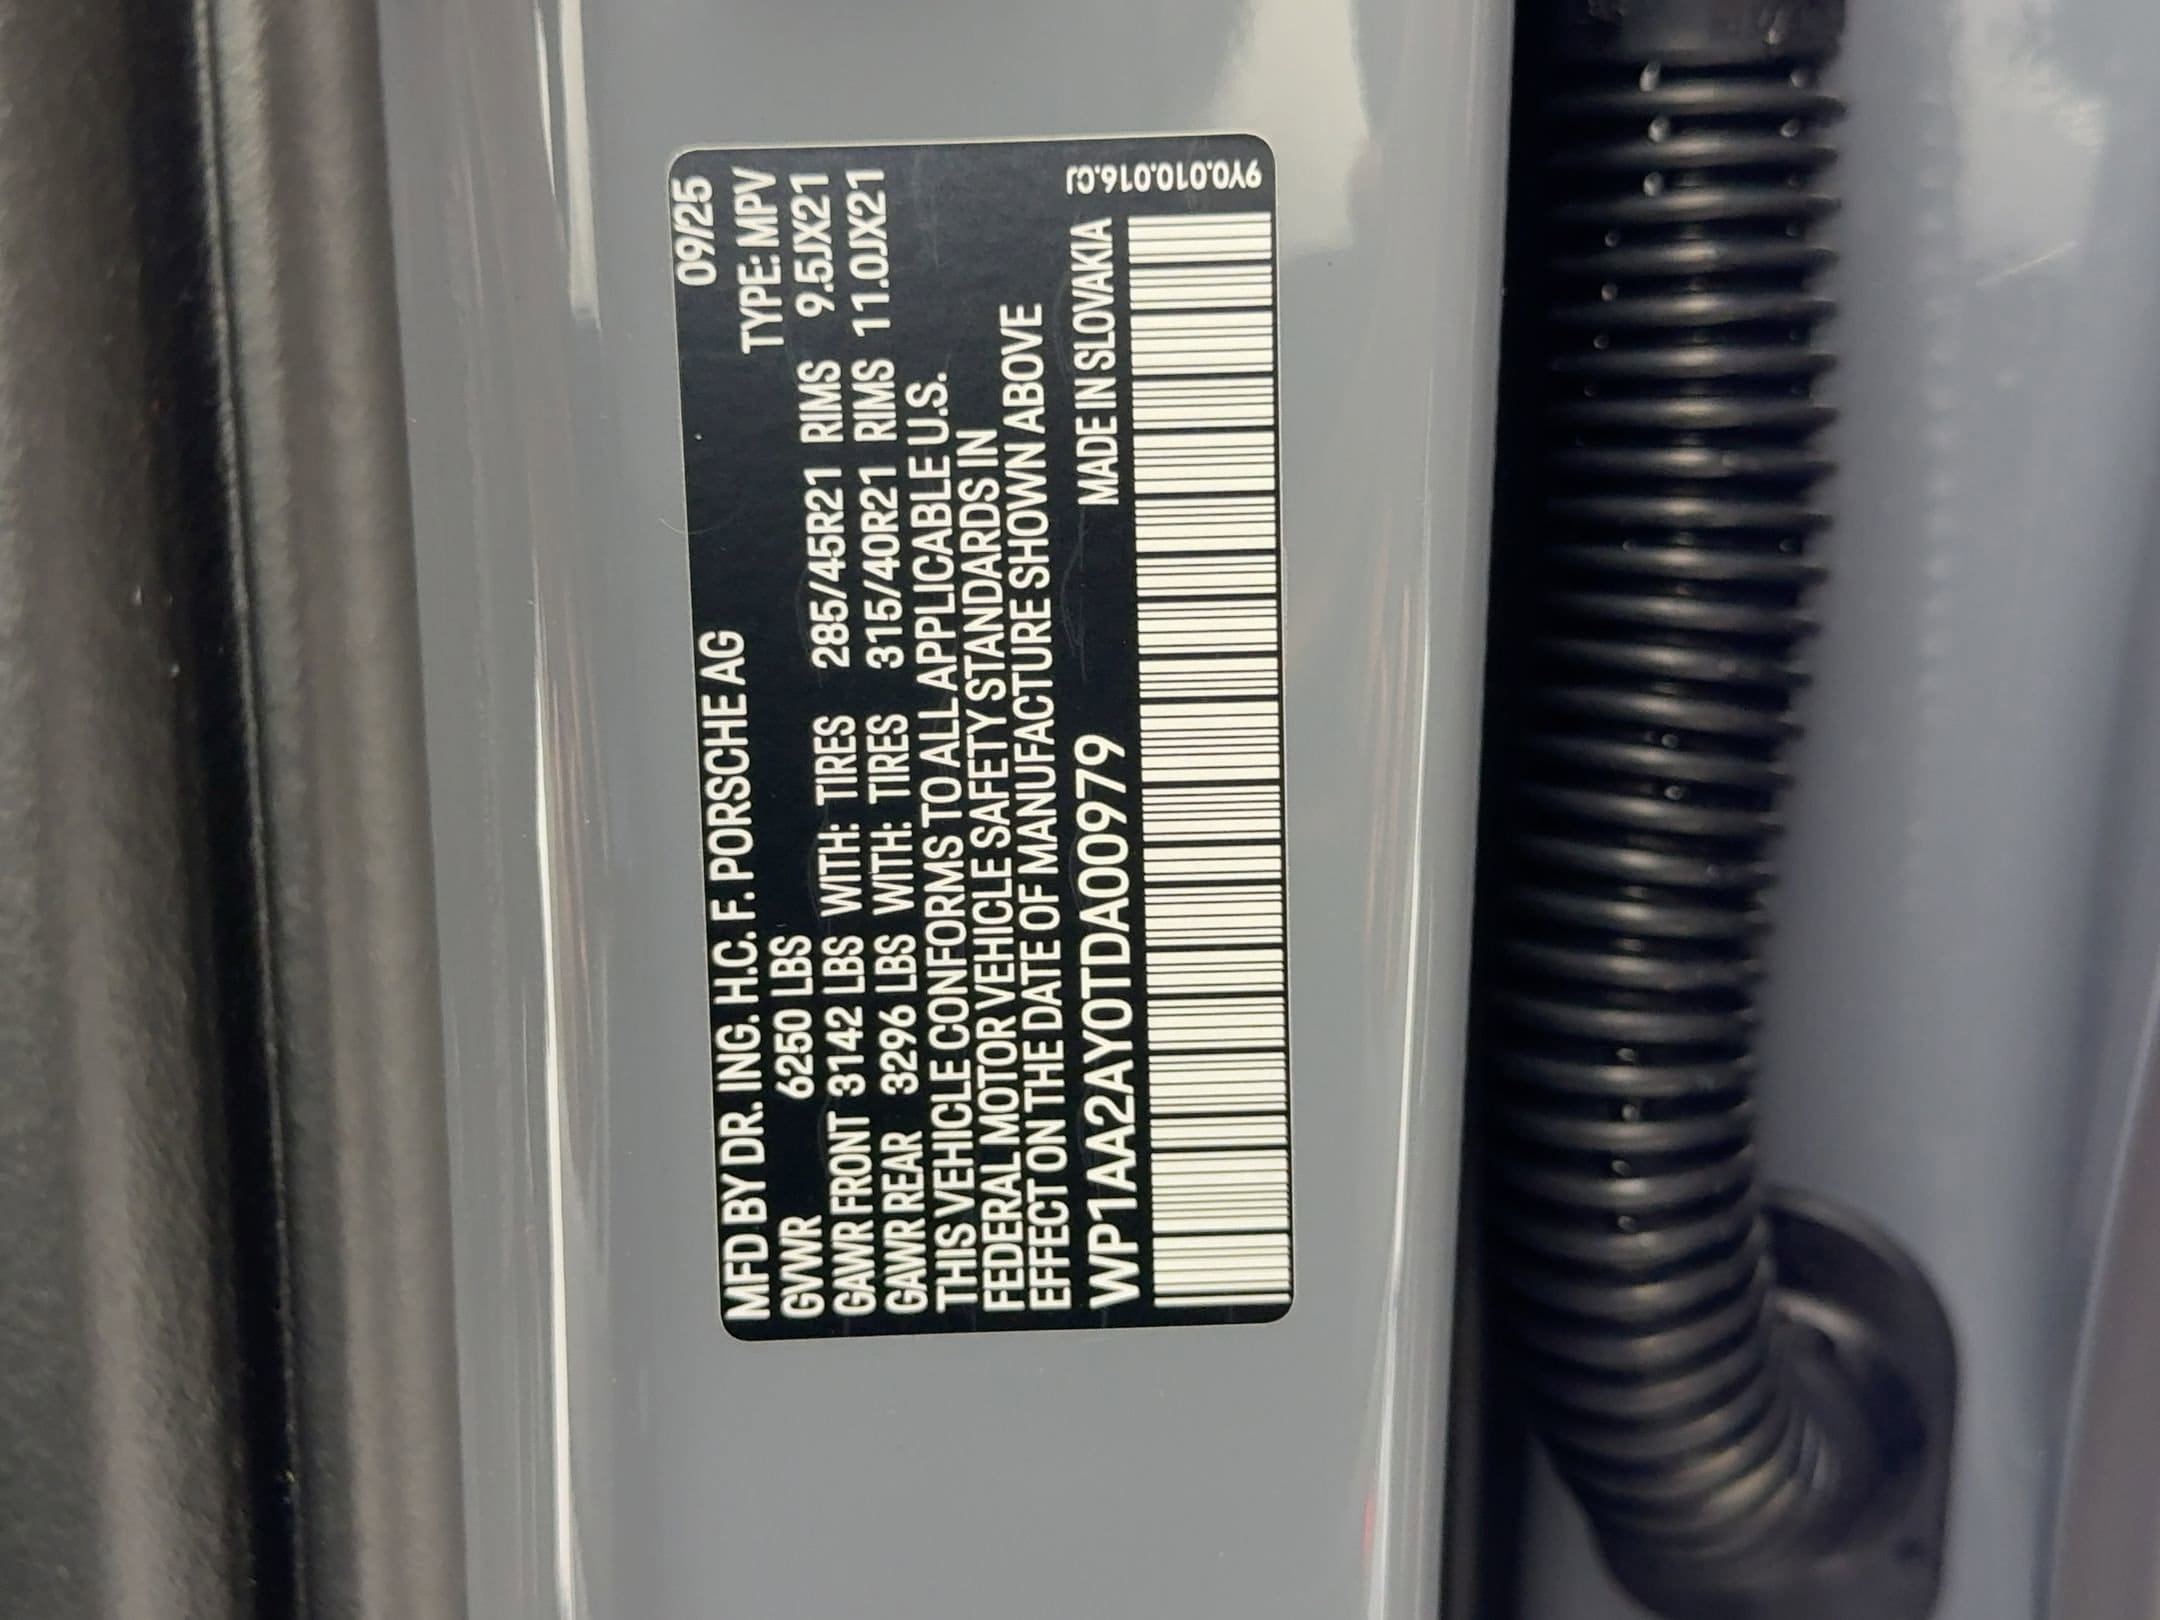 MFD BY DR. ING. H.C. F. PORSCHE AG 09/25
GVWR 6250 LBS TYPE: MPV
GAWR FRONT 3142 LBS WITH: TIRES 285/45R21 RIMS 9.5JX21
GAWR REAR 3296 LBS WITH: TIRES 315/40R21 RIMS 11.0JX21
THIS VEHICLE CONFORMS TO ALL APPLICABLE U.S.
FEDERAL MOTOR VEHICLE SAFETY STANDARDS IN
EFFECT ON THE DATE OF MANUFACTURE SHOWN ABOVE
WP1AA2AY0TDA00979 MADE IN SLOVAKIA
9Y0.010.016.CJ